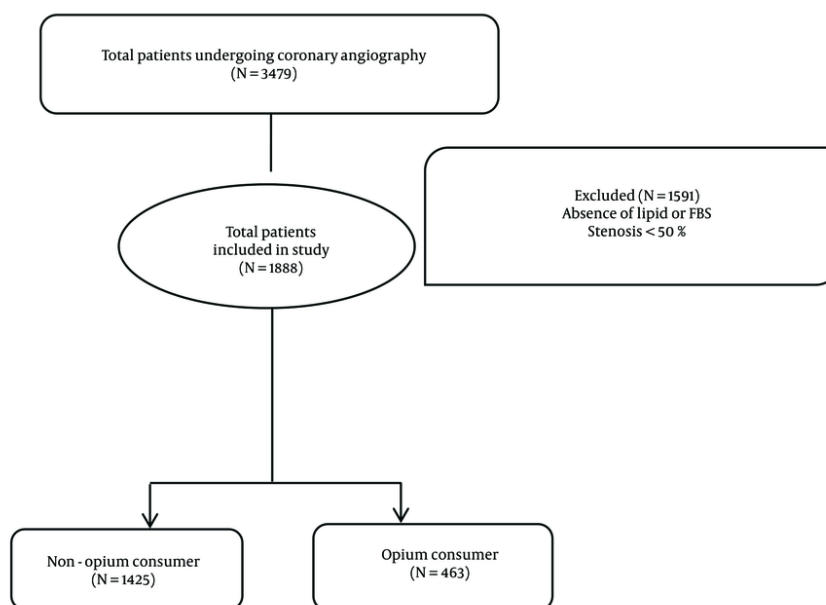 Total patients undergoing coronary angiography
(N = 3479)
Excluded (N = 1591)
Absence of lipid or FBS
Stenosis < 50 %
Total patients
included in study
(N = 1888)
Non - opium consumer
(N = 1425)
Opium consumer
(N = 463)